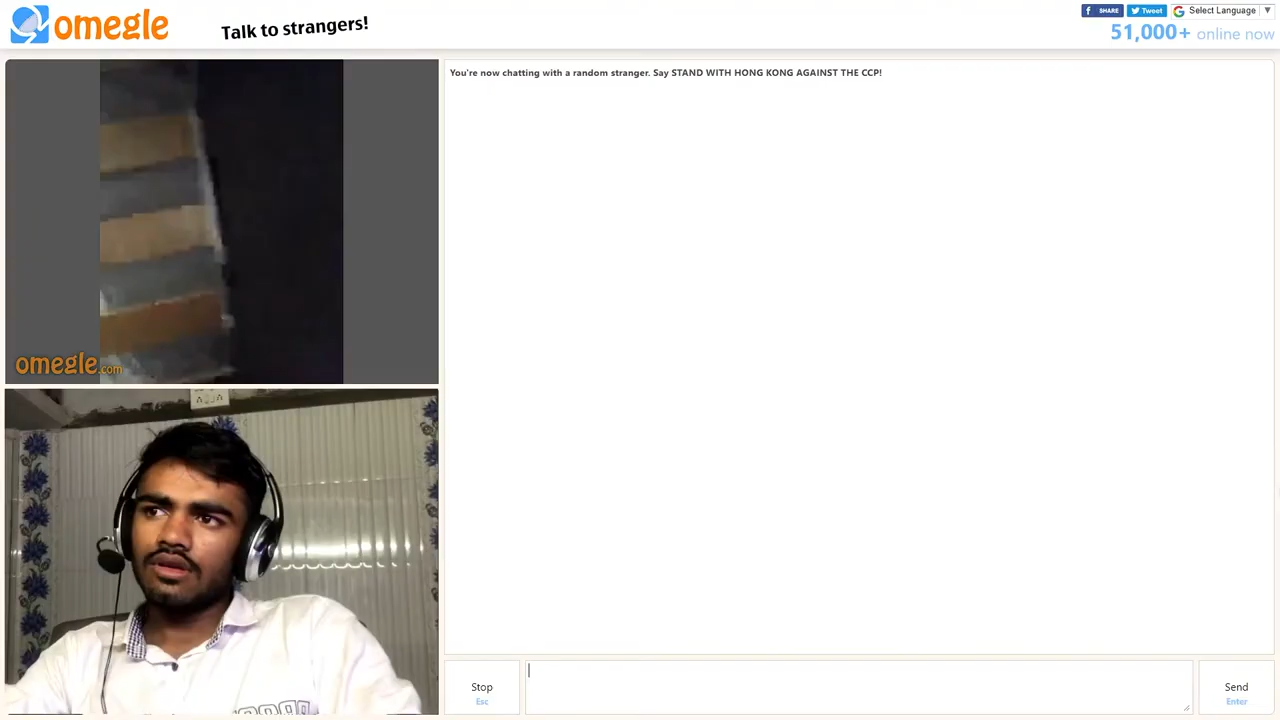 omegle
Talk to strangers!
f SHARE
Tweet
G Select Language ▼
51,000+ online now
You're now chatting with a random stranger. Say STAND WITH HONG KONG AGAINST THE CCP!
omegle.com
Stop
Esc
Send
Enter